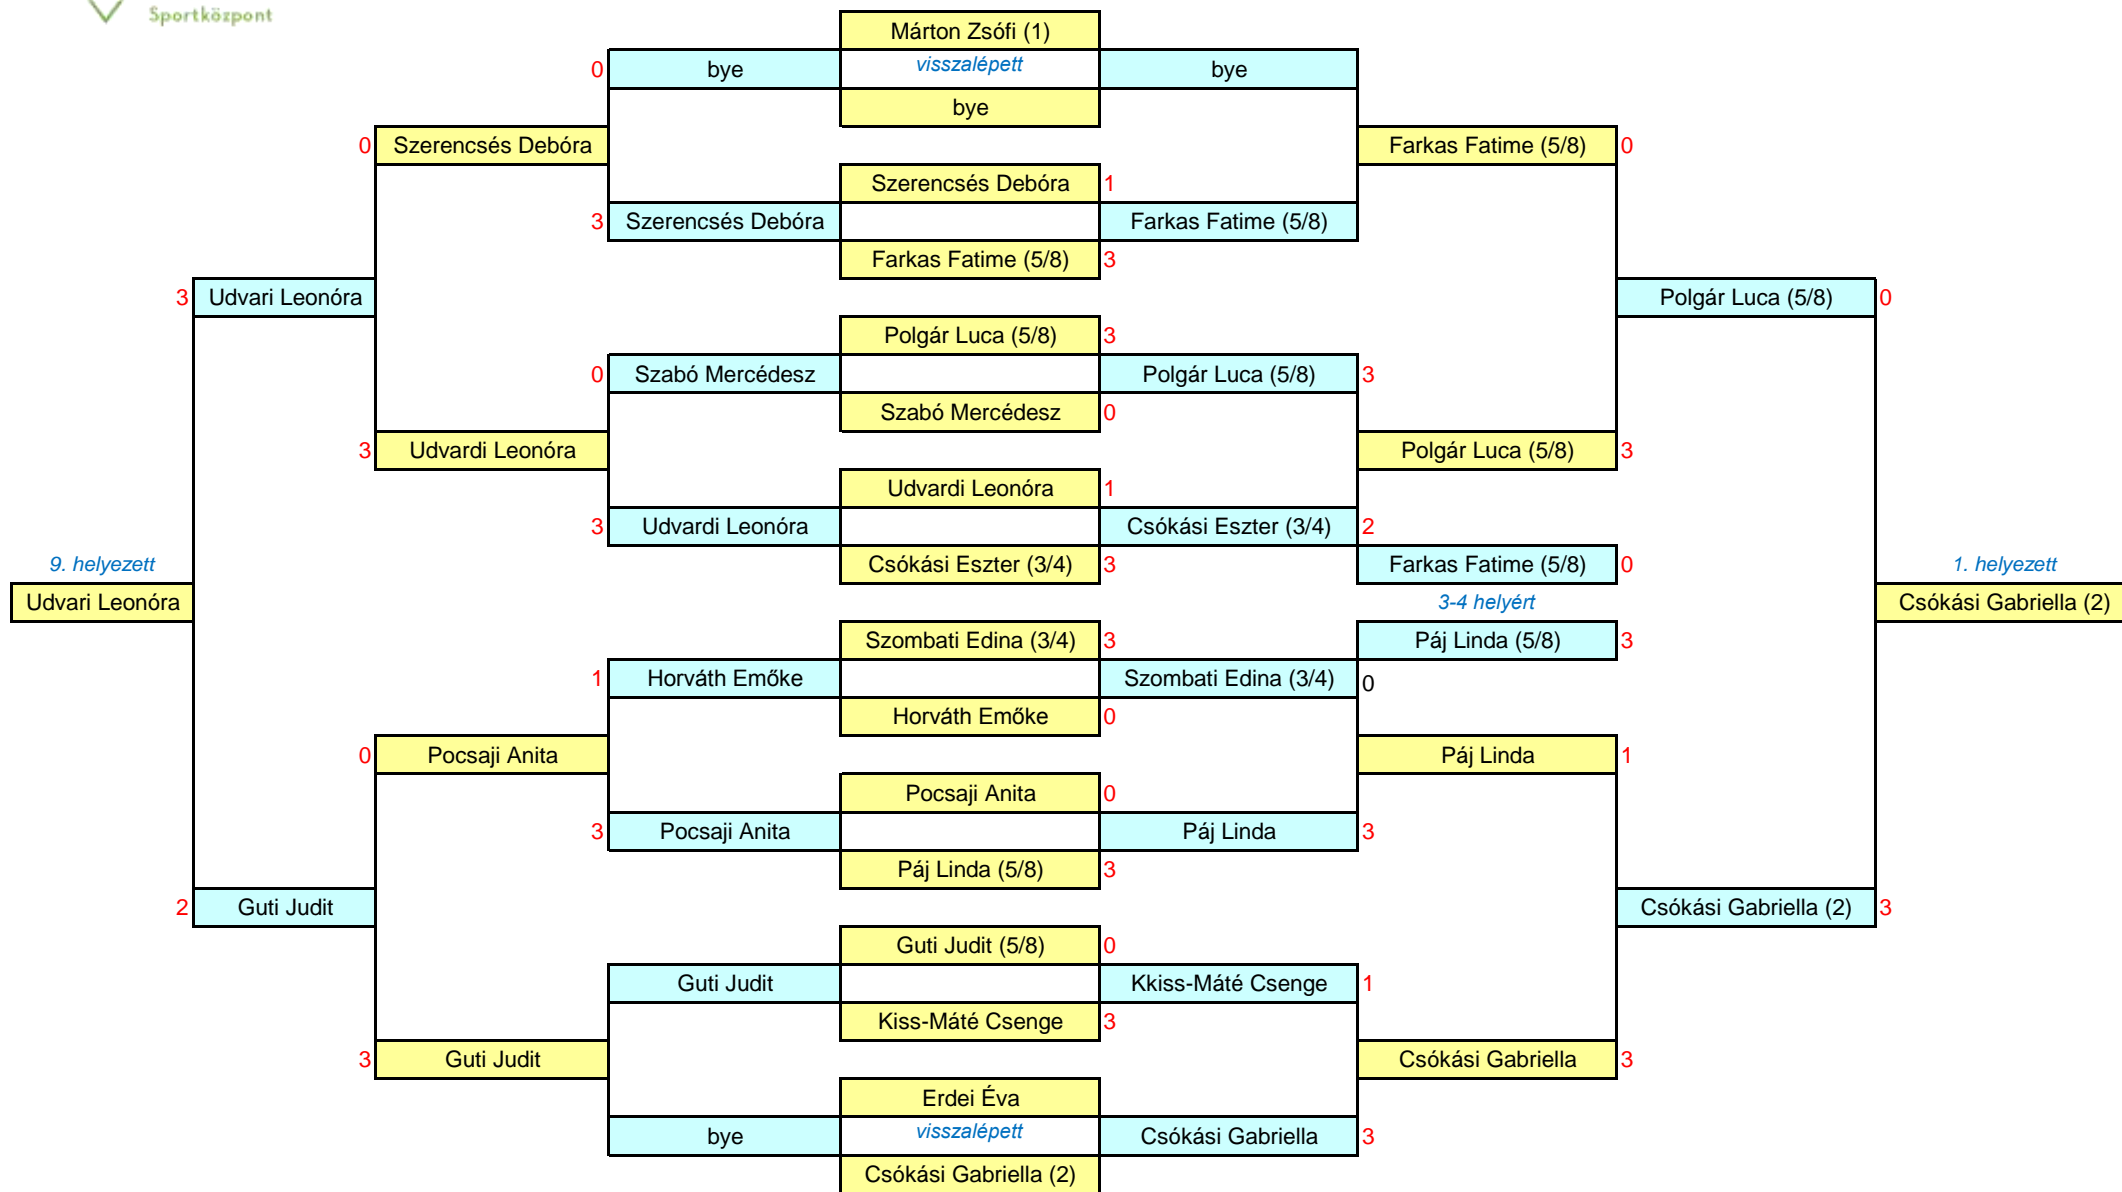 Sportközpont
Márton Zsófi (1)
0 bye visszalépett bye
bye
0 Szerencsés Debóra Farkas Fatime (5/8) 0
Szerencsés Debóra 1
3 Szerencsés Debóra Farkas Fatime (5/8)
Farkas Fatime (5/8) 3
3 Udvari Leonóra Polgár Luca (5/8) 0
Polgár Luca (5/8) 3
0 Szabó Mercédesz Polgár Luca (5/8) 3
Szabó Mercédesz 0
3 Udvardi Leonóra Polgár Luca (5/8) 3
Udvardi Leonóra 1
3 Udvardi Leonóra Csókási Eszter (3/4) 2
9. helyezett Csókási Eszter (3/4) 3 Farkas Fatime (5/8) 0 1. helyezett
Udvari Leonóra 3-4 helyért Csókási Gabriella (2)
Szombati Edina (3/4) 3 Páj Linda (5/8) 3
1 Horváth Emőke Szombati Edina (3/4) 0
Horváth Emőke 0
0 Pocsaji Anita Páj Linda 1
Pocsaji Anita 0
3 Pocsaji Anita Páj Linda 3
Páj Linda (5/8) 3
2 Guti Judit Csókási Gabriella (2) 3
Guti Judit (5/8) 0
Guti Judit Kkiss-Máté Csenge 1
Kiss-Máté Csenge 3
3 Guti Judit Csókási Gabriella 3
Erdei Éva
bye visszalépett Csókási Gabriella 3
Csókási Gabriella (2)